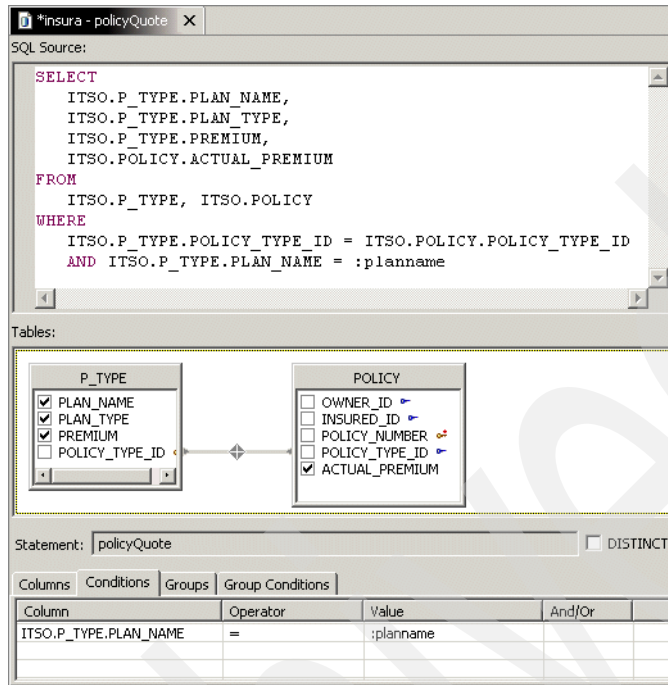 *insura - policyQuote X
SQL Source:
SELECT
ITSO.P_TYPE.PLAN_NAME,
ITSO.P_TYPE.PLAN_TYPE,
ITSO.P_TYPE.PREMIUM,
ITSO.POLICY.ACTUAL_PREMIUM
FROM
ITSO.P_TYPE, ITSO.POLICY
WHERE
ITSO.P_TYPE.POLICY_TYPE_ID = ITSO.POLICY.POLICY_TYPE_ID
AND ITSO.P_TYPE.PLAN_NAME = :planname
Tables:
P_TYPE
PLAN_NAME
PLAN_TYPE
PREMIUM
POLICY_TYPE_ID
POLICY
OWNER_ID
INSURED_ID
POLICY_NUMBER
POLICY_TYPE_ID
ACTUAL_PREMIUM
Statement: policyQuote DISTINCT
Columns Conditions Groups Group Conditions
Column Operator Value And/Or
ITSO.P_TYPE.PLAN_NAME = :planname